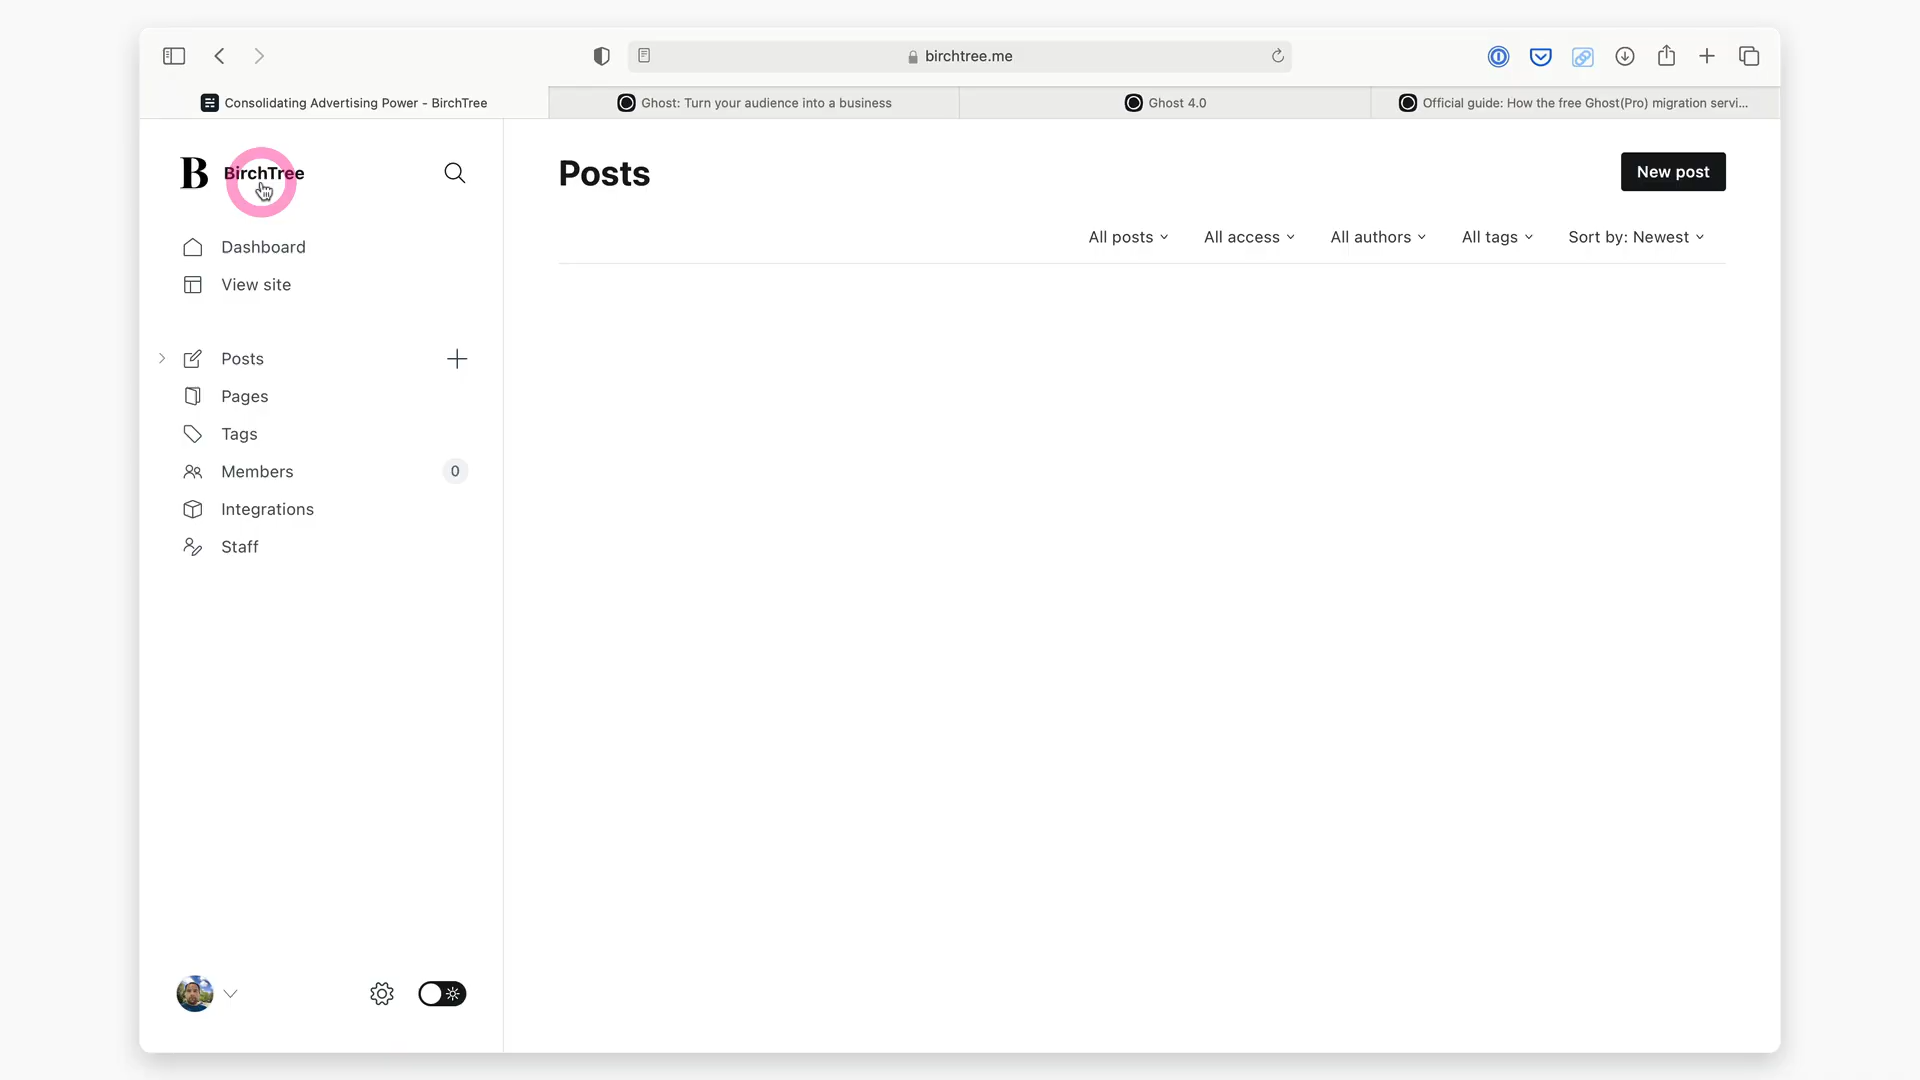 birchtree.me
Consolidating Advertising Power - BirchTree
Ghost: Turn your audience into a business
Ghost 4.0
Official guide: How the free Ghost(Pro) migration servi...
B BirchTree
Dashboard
View site
Posts
Pages
Tags
Members 0
Integrations
Staff
Posts
New post
All posts All access All authors All tags Sort by: Newest